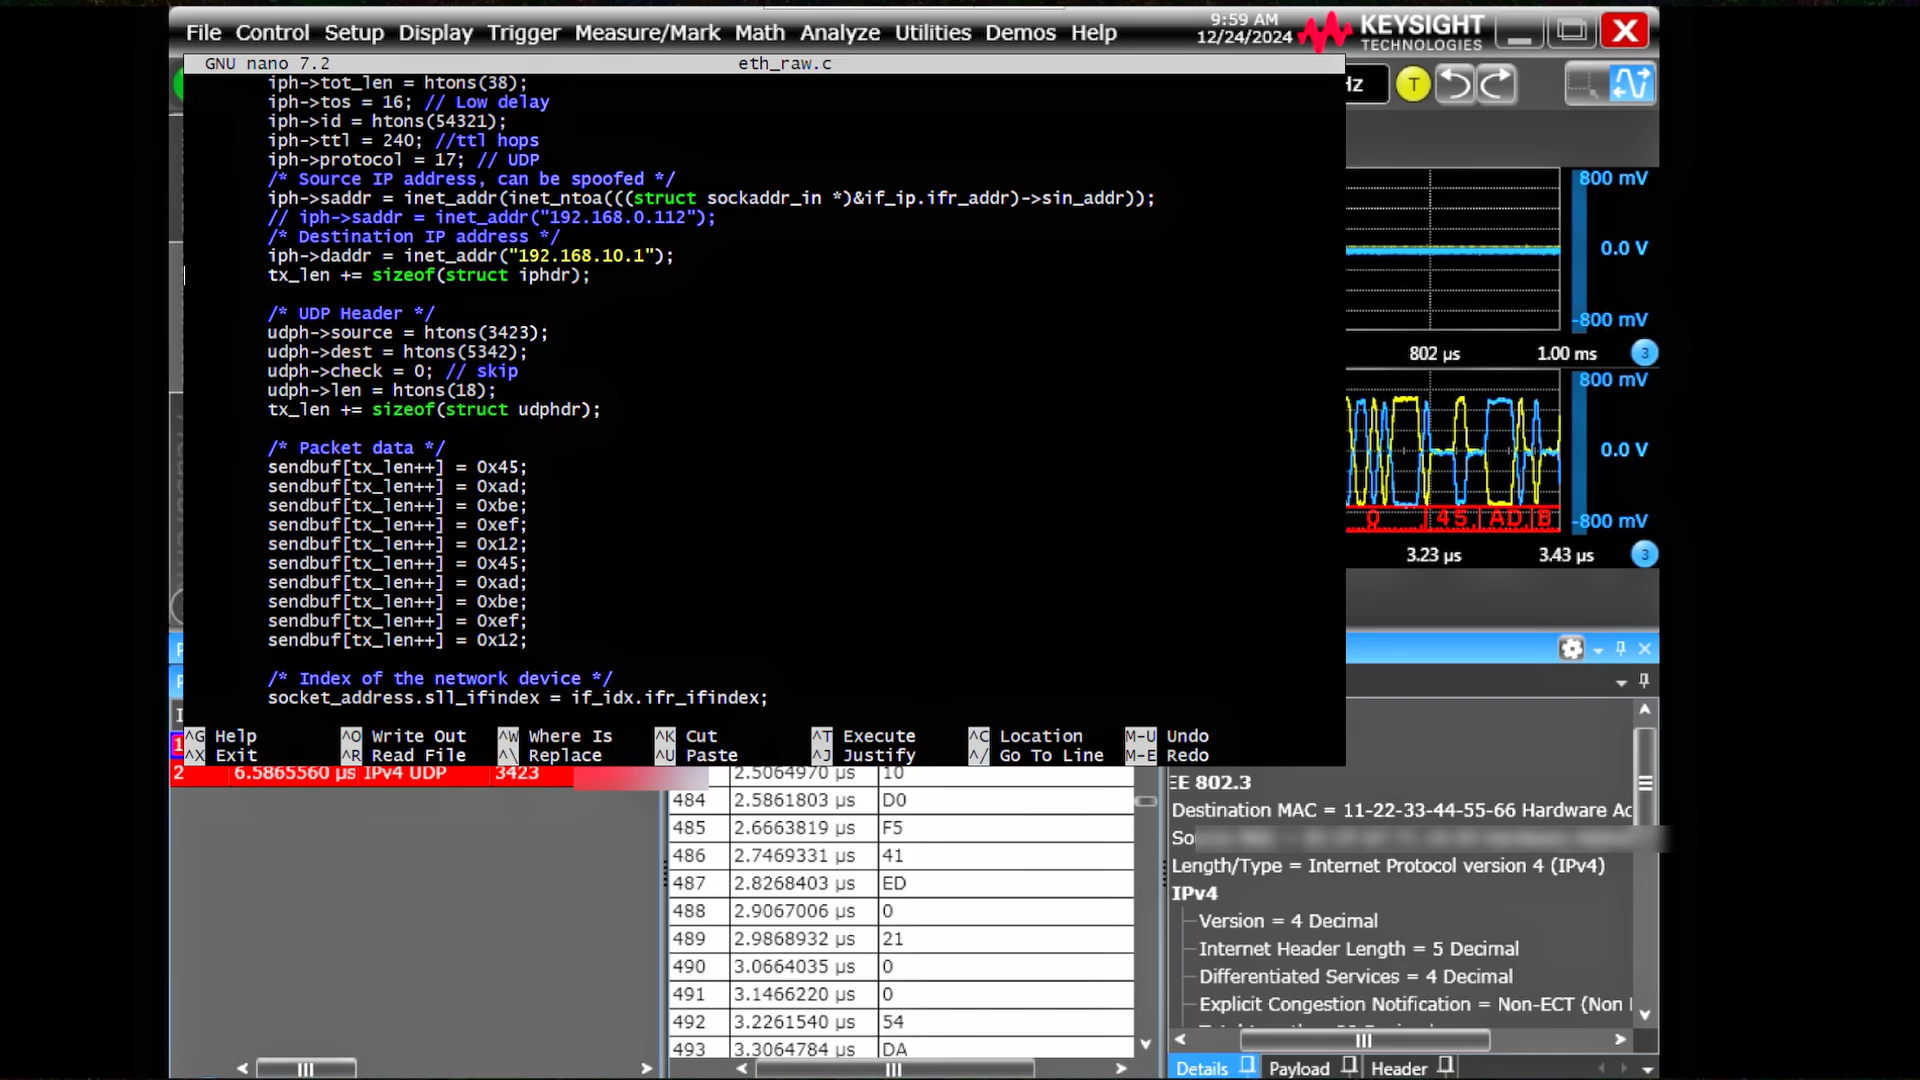 File Control Setup Display Trigger Measure/Mark Math Analyze Utilities Demos Help
9:59 AM
12/24/2024
KEYSIGHT
TECHNOLOGIES
GNU nano 7.2 eth_raw.c
iph->tot_len = htons(38);
iph->tos = 16; // Low delay
iph->id = htons(54321);
iph->ttl = 240; //ttl hops
iph->protocol = 17; // UDP
/* Source IP address, can be spoofed */
iph->saddr = inet_addr(inet_ntoa(((struct sockaddr_in *)&if_ip.ifr_addr)->sin_addr));
// iph->saddr = inet_addr("192.168.0.112");
/* Destination IP address */
iph->daddr = inet_addr("192.168.10.1");
tx_len += sizeof(struct iphdr);
/* UDP Header */
udph->source = htons(3423);
udph->dest = htons(5342);
udph->check = 0; // skip
udph->len = htons(18);
tx_len += sizeof(struct udphdr);
/* Packet data */
sendbuf[tx_len++] = 0x45;
sendbuf[tx_len++] = 0xad;
sendbuf[tx_len++] = 0xbe;
sendbuf[tx_len++] = 0xef;
sendbuf[tx_len++] = 0x12;
sendbuf[tx_len++] = 0x45;
sendbuf[tx_len++] = 0xad;
sendbuf[tx_len++] = 0xbe;
sendbuf[tx_len++] = 0xef;
sendbuf[tx_len++] = 0x12;
/* Index of the network device */
socket_address.sll_ifindex = if_idx.ifr_ifindex;
^G Help ^O Write Out ^W Where Is ^K Cut ^T Execute ^C Location M-U Undo
^X Exit ^R Read File ^\ Replace ^U Paste ^J Justify ^/ Go To Line M-E Redo
Hz
T
800 mV
0.0 V
-800 mV
802 µs 1.00 ms 3
800 mV
0.0 V
0 45 AD B
-800 mV
3.23 µs 3.43 µs 3
1
2 6.5865560 µs IPv4 UDP 3423
2.5064970 µs 10
484 2.5861803 µs D0
485 2.6663819 µs F5
486 2.7469331 µs 41
487 2.8268403 µs ED
488 2.9067006 µs 0
489 2.9868932 µs 21
490 3.0664035 µs 0
491 3.1466220 µs 0
492 3.2261540 µs 54
493 3.3064784 µs DA
EE 802.3
Destination MAC = 11-22-33-44-55-66 Hardware Ad
So
Length/Type = Internet Protocol version 4 (IPv4)
IPv4
Version = 4 Decimal
Internet Header Length = 5 Decimal
Differentiated Services = 4 Decimal
Explicit Congestion Notification = Non-ECT (Non
Details Payload Header